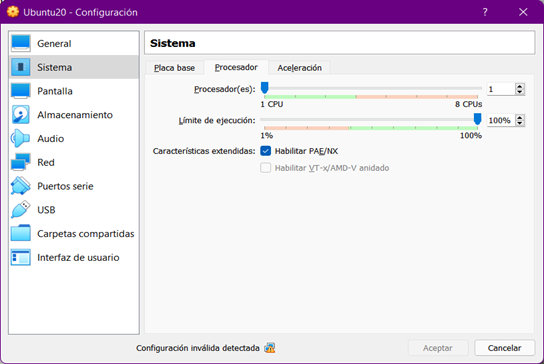 Ubuntu20 - Configuración
General
Sistema
Pantalla
Almacenamiento
Audio
Red
Puertos serie
USB
Carpetas compartidas
Interfaz de usuario
Sistema
Placa base Procesador Aceleración
Procesador(es): 1
1 CPU 8 CPUs
Límite de ejecución: 100%
1% 100%
Características extendidas: Habilitar PAE/NX
Habilitar VT-x/AMD-V anidado
Configuración inválida detectada Aceptar Cancelar